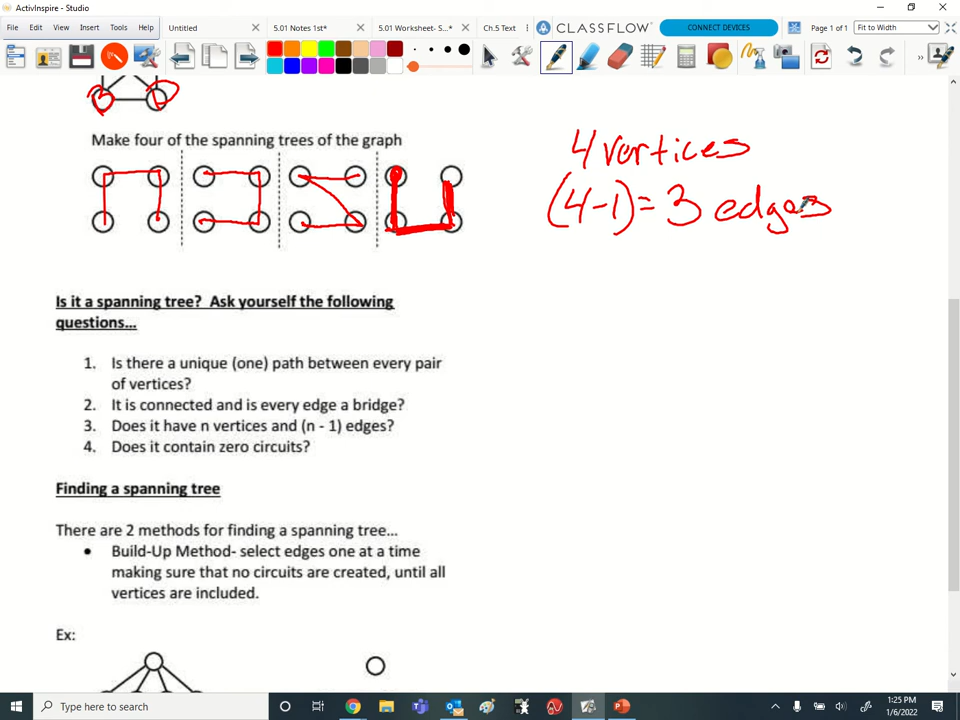 ActivInspire - Studio
File Edit View Insert Tools Help
Untitled
5.01 Notes 1st*
5.01 Worksheet- S...*
Ch.5 Text
CLASSFLOW
CONNECT DEVICES
Page 1 of 1
Fit to Width
Make four of the spanning trees of the graph
4 vertices
(4-1)= 3 edges
Is it a spanning tree? Ask yourself the following
questions...
1. Is there a unique (one) path between every pair
of vertices?
2. It is connected and is every edge a bridge?
3. Does it have n vertices and (n - 1) edges?
4. Does it contain zero circuits?
Finding a spanning tree
There are 2 methods for finding a spanning tree...
• Build-Up Method- select edges one at a time
making sure that no circuits are created, until all
vertices are included.
Ex:
Type here to search
1:25 PM
1/6/2022